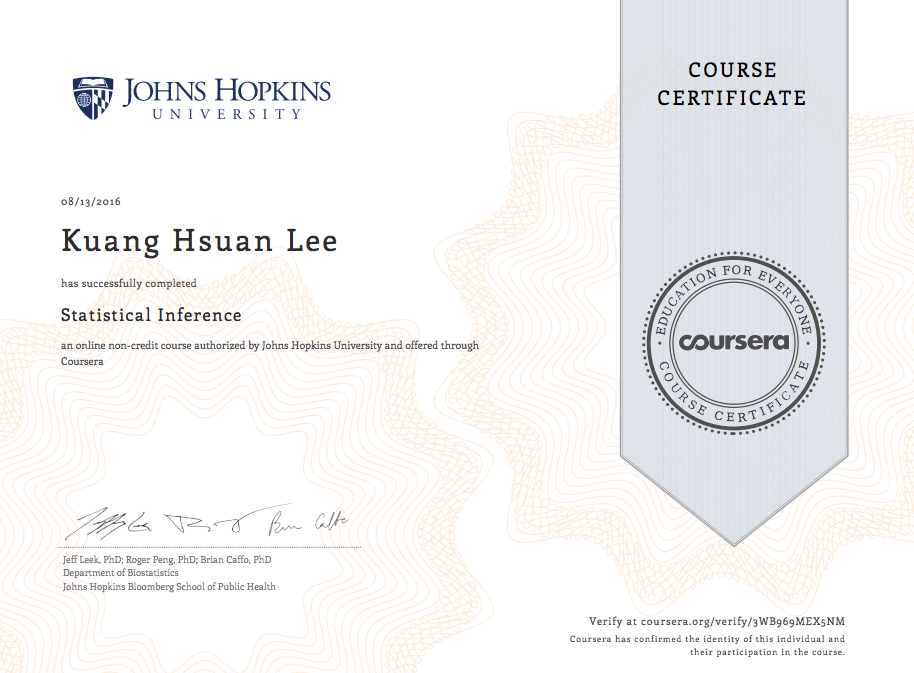 JOHNS HOPKINS
UNIVERSITY
COURSE
CERTIFICATE
08/13/2016
Kuang Hsuan Lee
has successfully completed
Statistical Inference
an online non-credit course authorized by Johns Hopkins University and offered through
Coursera
EDUCATION FOR EVERYONE
coursera
COURSE CERTIFICATE
Jeff Leek, PhD; Roger Peng, PhD; Brian Caffo, PhD
Department of Biostatistics
Johns Hopkins Bloomberg School of Public Health
Verify at coursera.org/verify/3WB969MEX5NM
Coursera has confirmed the identity of this individual and
their participation in the course.